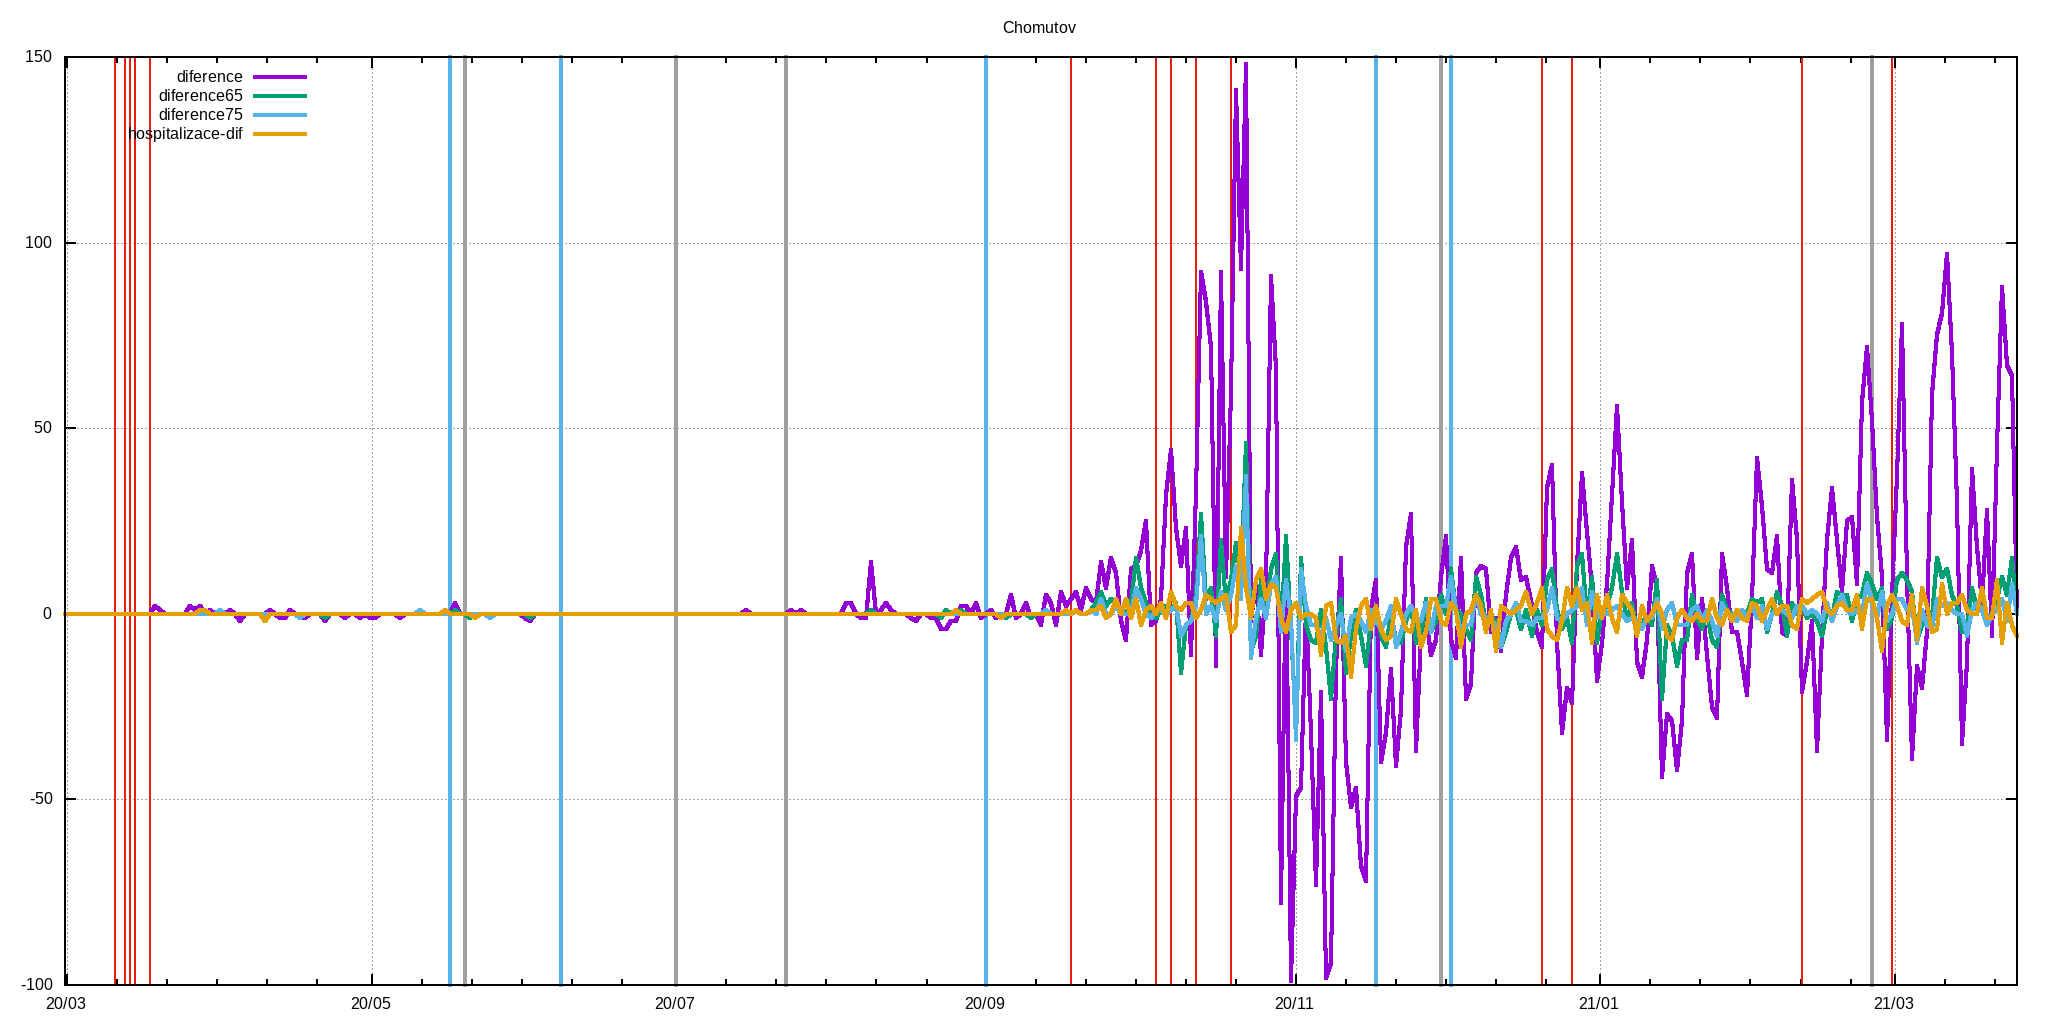 Chomutov
150
diference
diference65
diference75
hospitalizace-dif
100
50
0
-50
-100
20/03 20/05 20/07 20/09 20/11 21/01 21/03